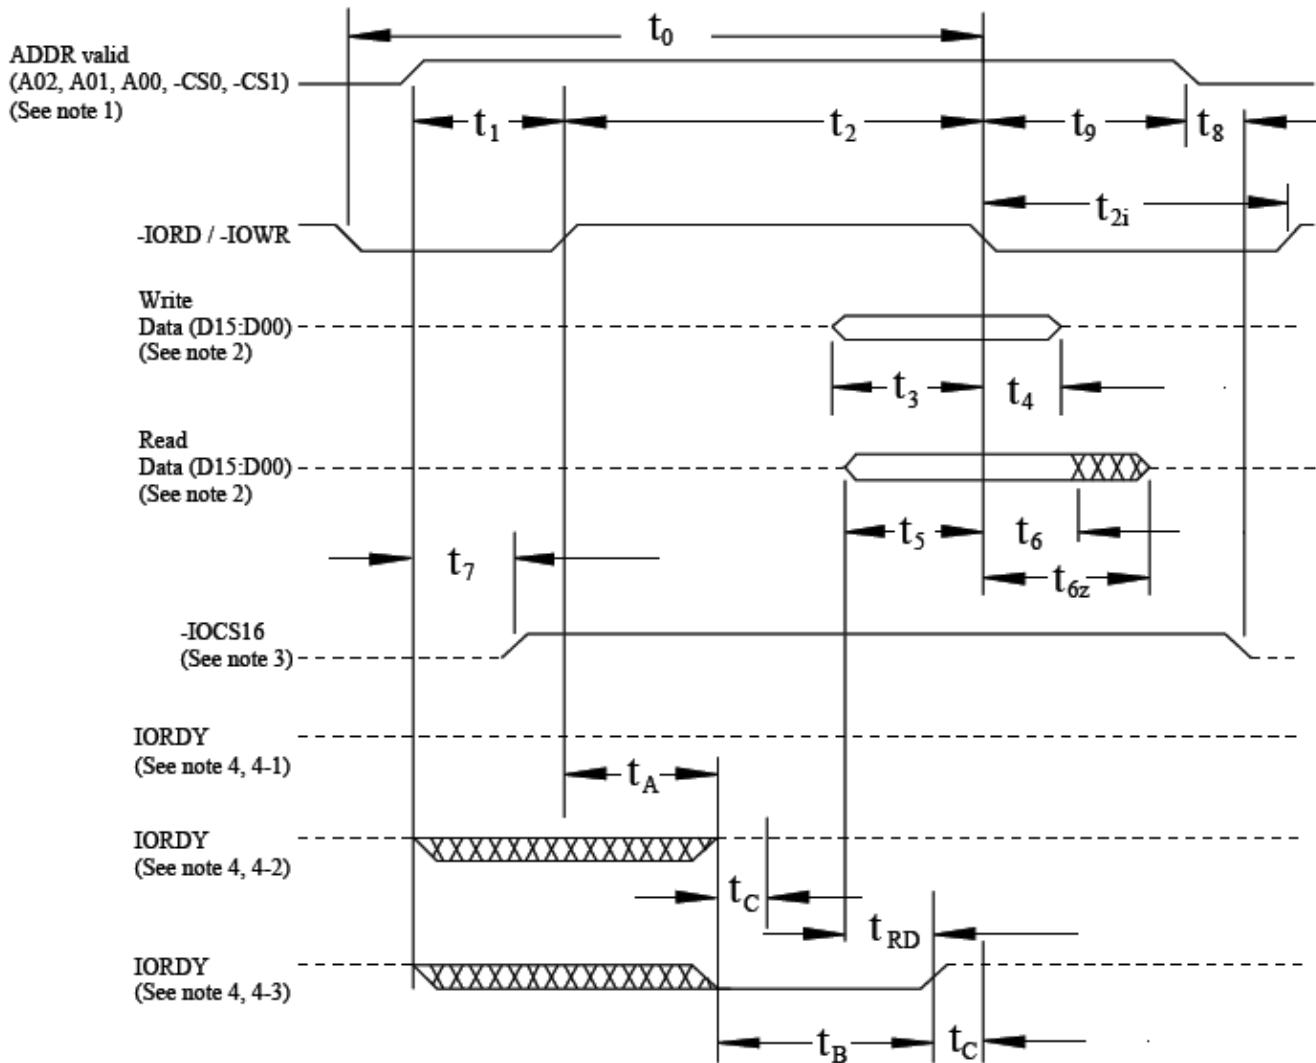 t0
ADDR valid
(A02, A01, A00, -CS0, -CS1)
(See note 1)
t1
t2
t9
t8
t2i
-IORD / -IOWR
Write
Data (D15:D00)
(See note 2)
t3
t4
Read
Data (D15:D00)
(See note 2)
t5
t6
t7
t6z
-IOCS16
(See note 3)
IORDY
(See note 4, 4-1)
tA
IORDY
(See note 4, 4-2)
tC
tRD
IORDY
(See note 4, 4-3)
tB
tC